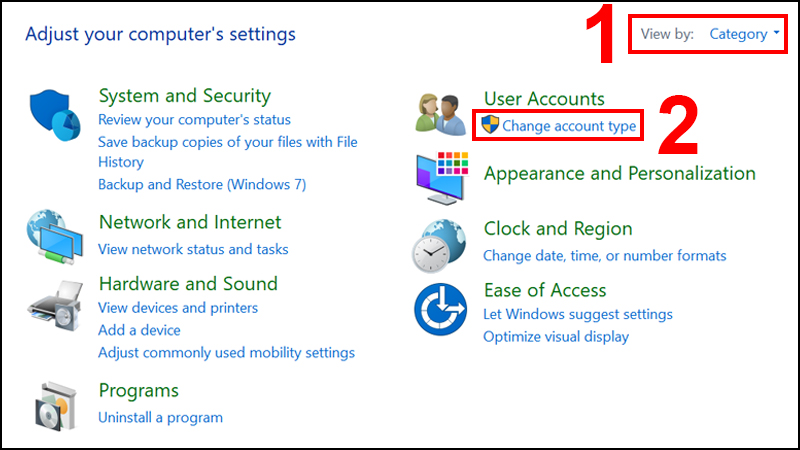 Adjust your computer's settings
1
View by: Category
System and Security
Review your computer's status
Save backup copies of your files with File
History
Backup and Restore (Windows 7)
Network and Internet
View network status and tasks
Hardware and Sound
View devices and printers
Add a device
Adjust commonly used mobility settings
Programs
Uninstall a program
User Accounts
Change account type
2
Appearance and Personalization
Clock and Region
Change date, time, or number formats
Ease of Access
Let Windows suggest settings
Optimize visual display